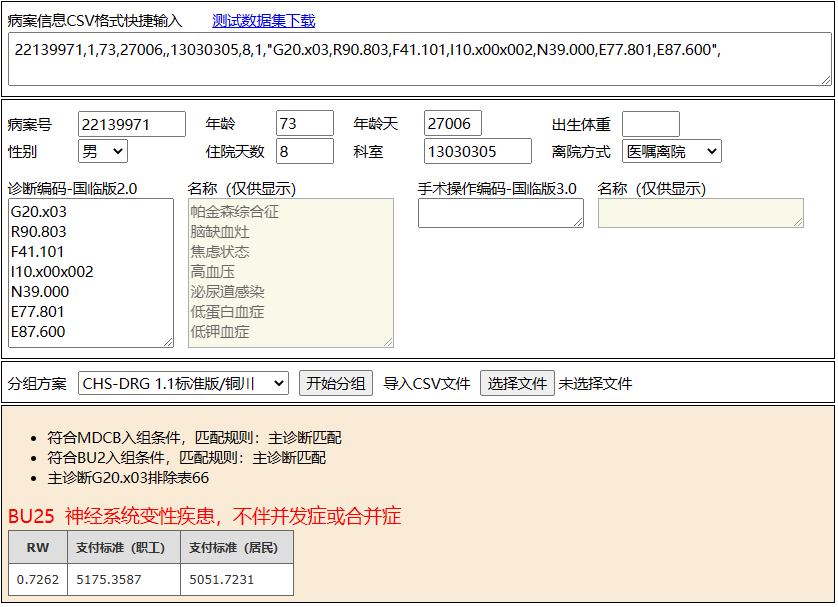 病案信息CSV格式快捷输入 测试数据集下载
22139971,1,73,27006,,13030305,8,1,"G20.x03,R90.803,F41.101,I10.x00x002,N39.000,E77.801,E87.600",
病案号 22139971 年龄 73 年龄天 27006 出生体重
性别 男 住院天数 8 科室 13030305 离院方式 医嘱离院
诊断编码-国临版2.0 名称（仅供显示） 手术操作编码-国临版3.0 名称（仅供显示）
G20.x03 帕金森综合征
R90.803 脑缺血灶
F41.101 焦虑状态
I10.x00x002 高血压
N39.000 泌尿道感染
E77.801 低蛋白血症
E87.600 低钾血症
分组方案 CHS-DRG 1.1标准版/铜川 开始分组 导入CSV文件 选择文件 未选择文件
符合MDCB入组条件，匹配规则：主诊断匹配
符合BU2入组条件，匹配规则：主诊断匹配
主诊断G20.x03排除表66
BU25 神经系统变性疾患，不伴并发症或合并症
RW 支付标准（职工） 支付标准（居民）
0.7262 5175.3587 5051.7231